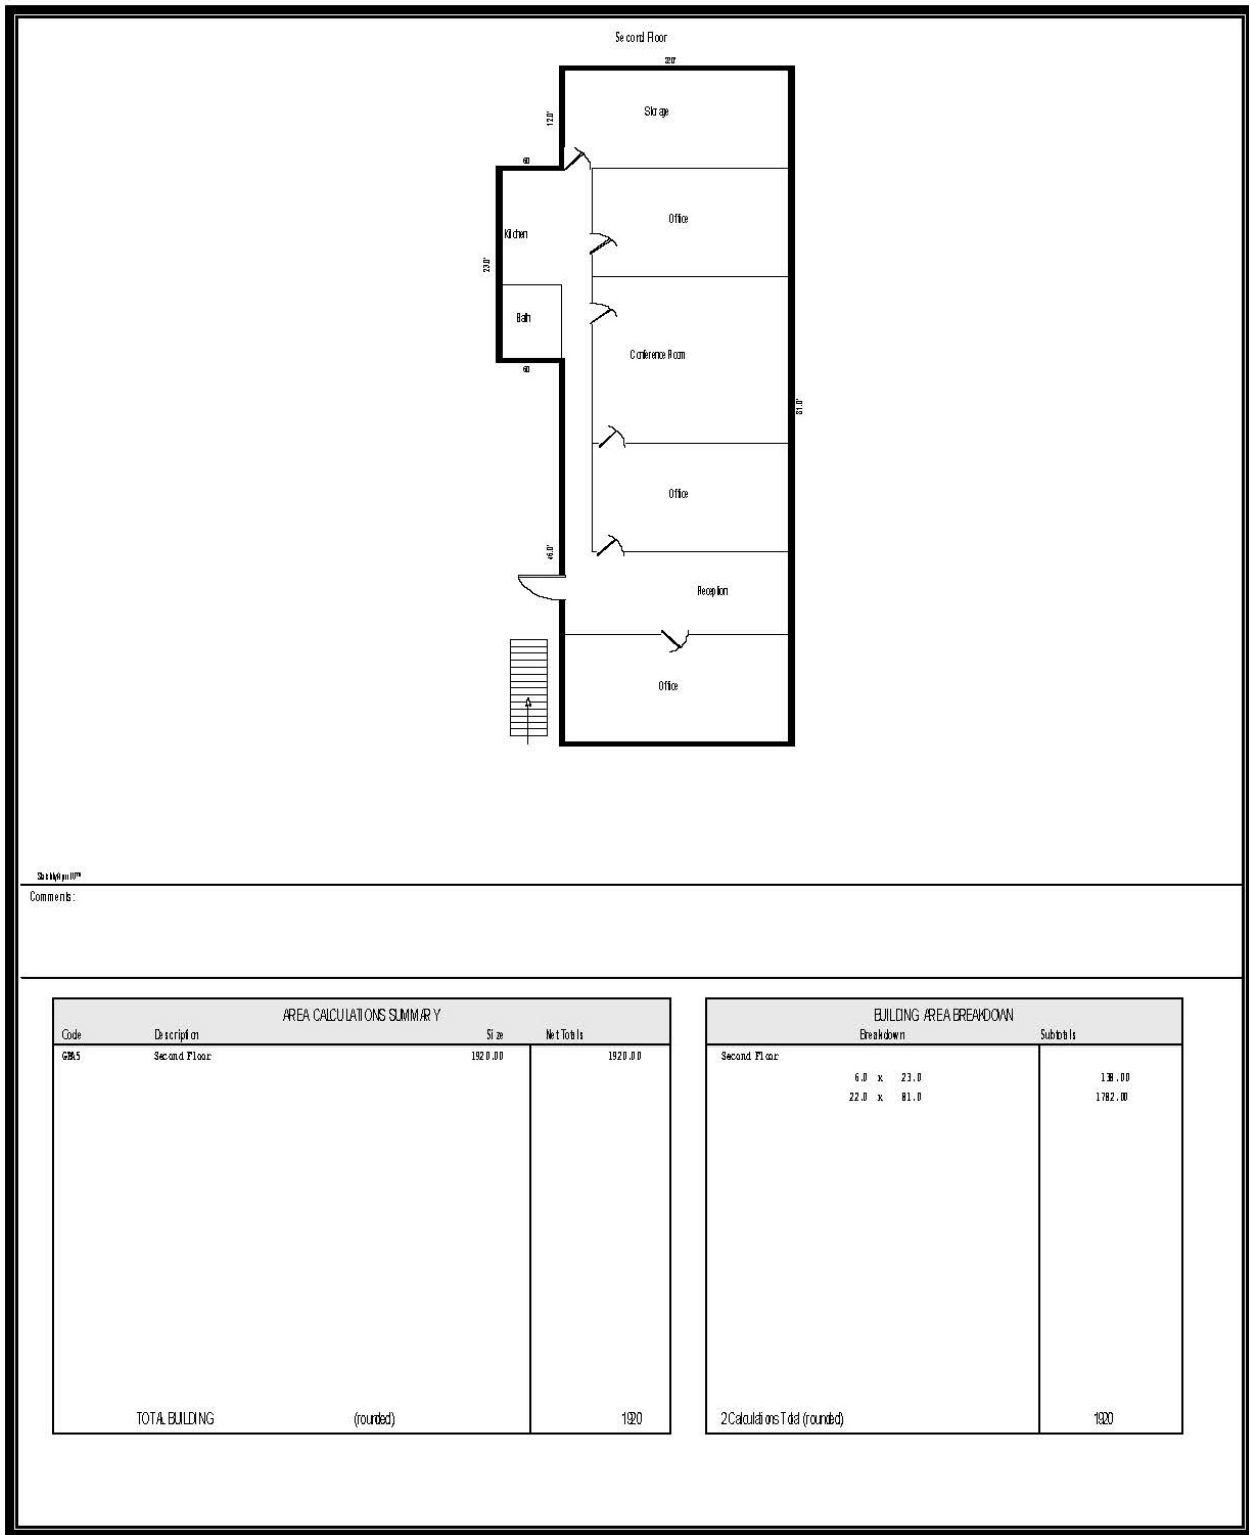 Second Floor
22.0'
Storage
12.0'
6.0'
Office
Kitchen
23.0'
Bath
Conference Room
6.0'
81.0'
Office
46.0'
Reception
Office
Comments:
AREA CALCULATIONS SUMMARY
Code Description Size Net Totals
GBA5 Second Floor 1920.00 1920.00
TOTAL BUILDING (rounded) 1920
BUILDING AREA BREAKDOWN
Breakdown Subtotals
Second Floor
6.0 x 23.0 138.00
22.0 x 81.0 1782.00
2 Calculations Total (rounded) 1920